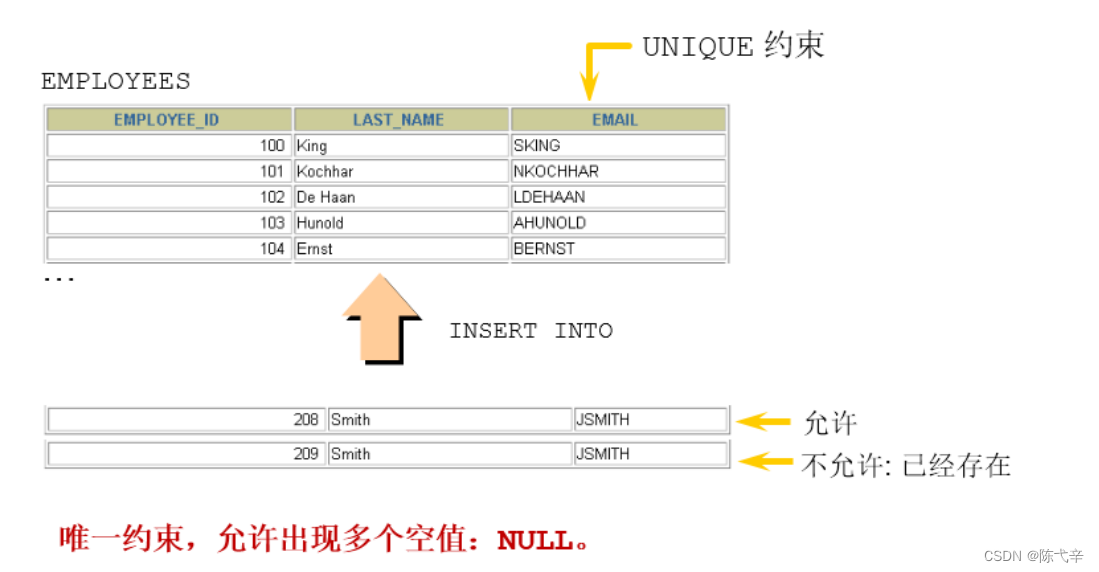 UNIQUE 约束
EMPLOYEES
EMPLOYEE_ID LAST_NAME EMAIL
100 King SKING
101 Kochhar NKOCHHAR
102 De Haan LDEHAAN
103 Hunold AHUNOLD
104 Ernst BERNST
...
INSERT INTO
208 Smith JSMITH 允许
209 Smith JSMITH 不允许: 已经存在
唯一约束，允许出现多个空值：NULL。
CSDN @陈弋辛